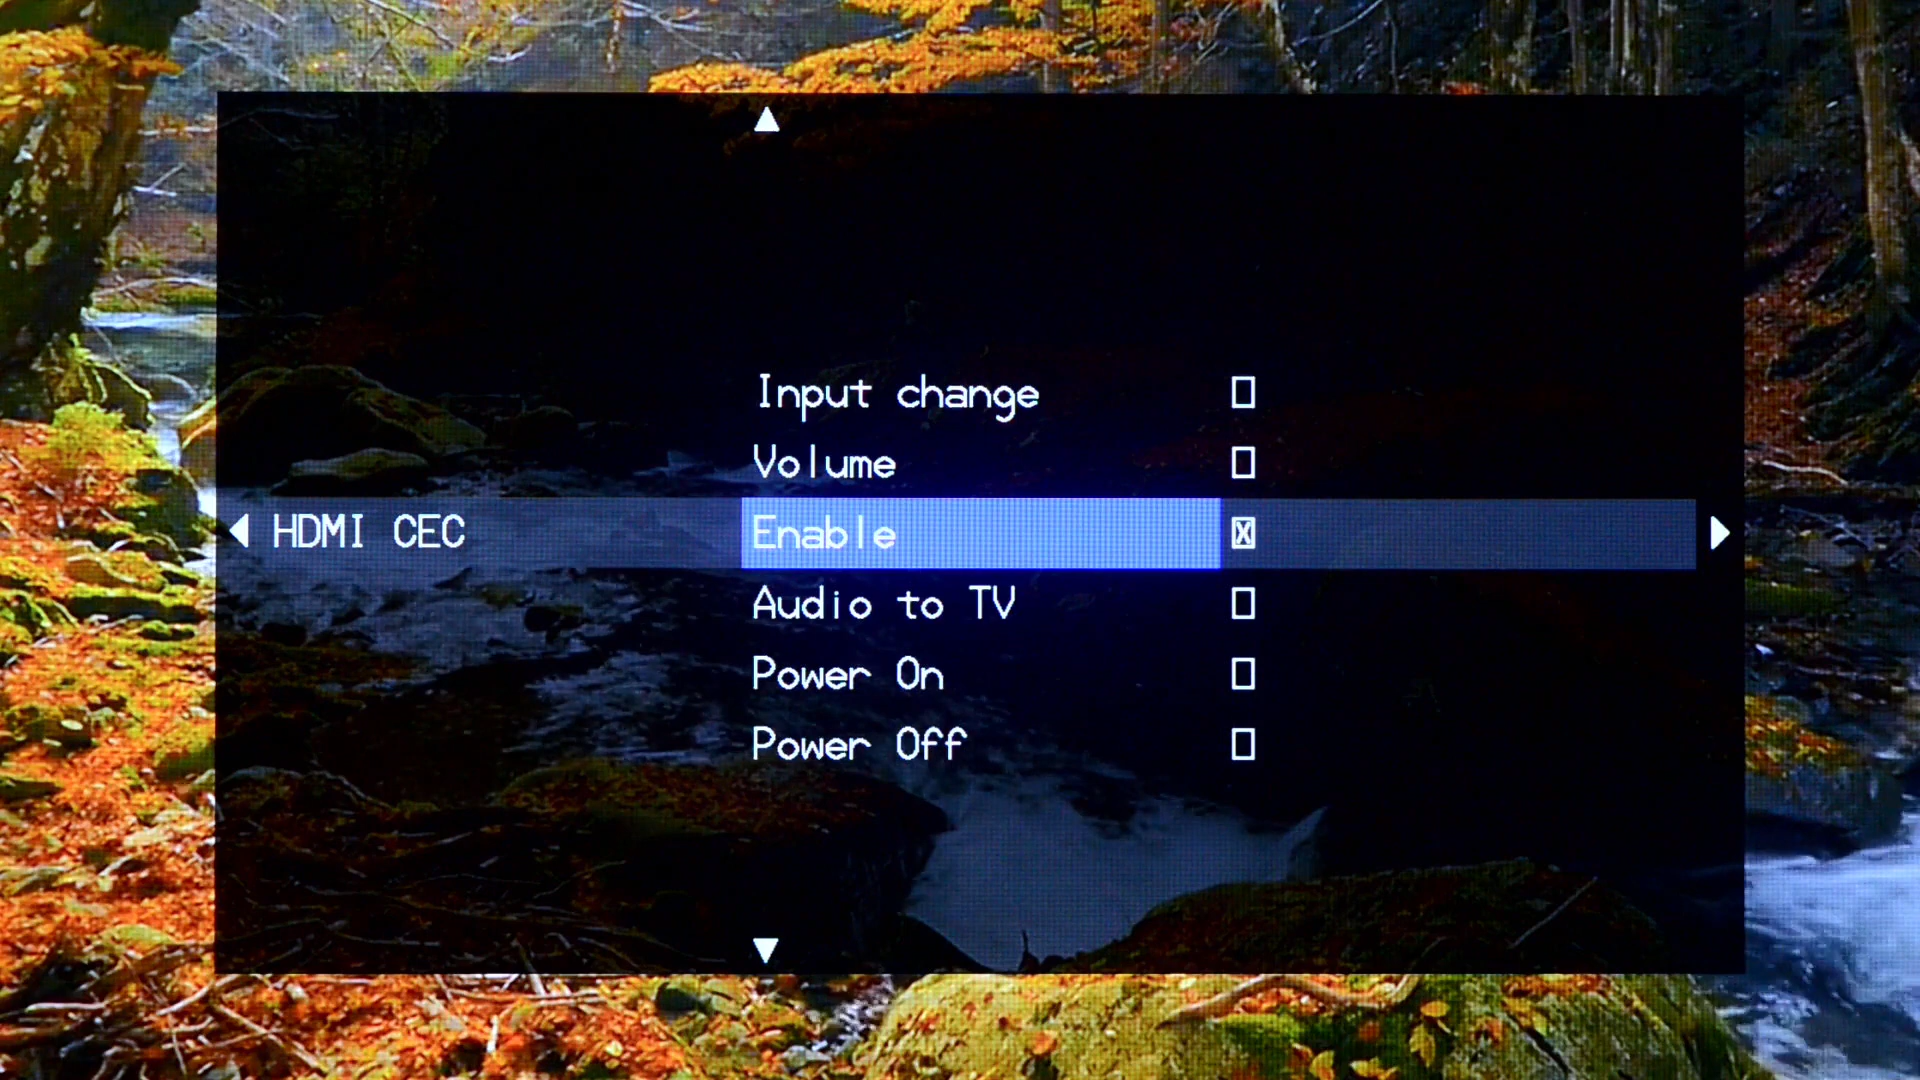 Input change
Volume
HDMI CEC Enable X
Audio to TV
Power On
Power Off